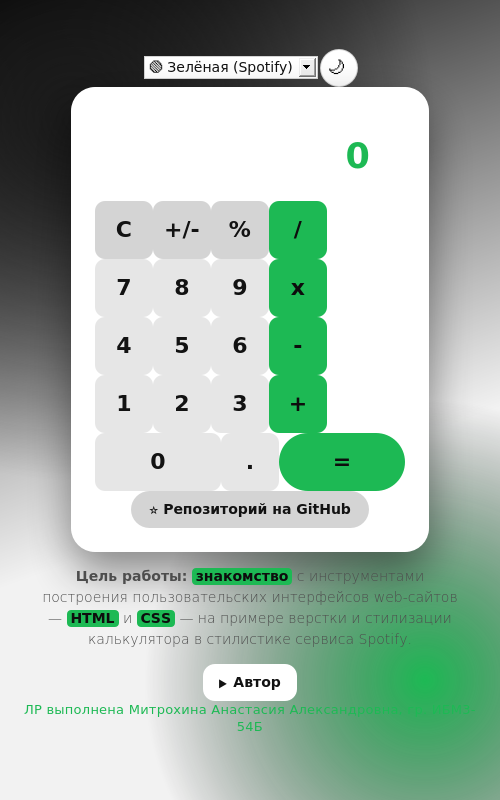 Зелёная (Spotify)
0
C +/- % /
7 8 9 x
4 5 6 -
1 2 3 +
0 . =
☆ Репозиторий на GitHub
Цель работы: знакомство с инструментами
построения пользовательских интерфейсов web-сайтов
— HTML и CSS — на примере верстки и стилизации
калькулятора в стилистике сервиса Spotify.
▶ Автор
ЛР выполнена Митрохина Анастасия
54Б